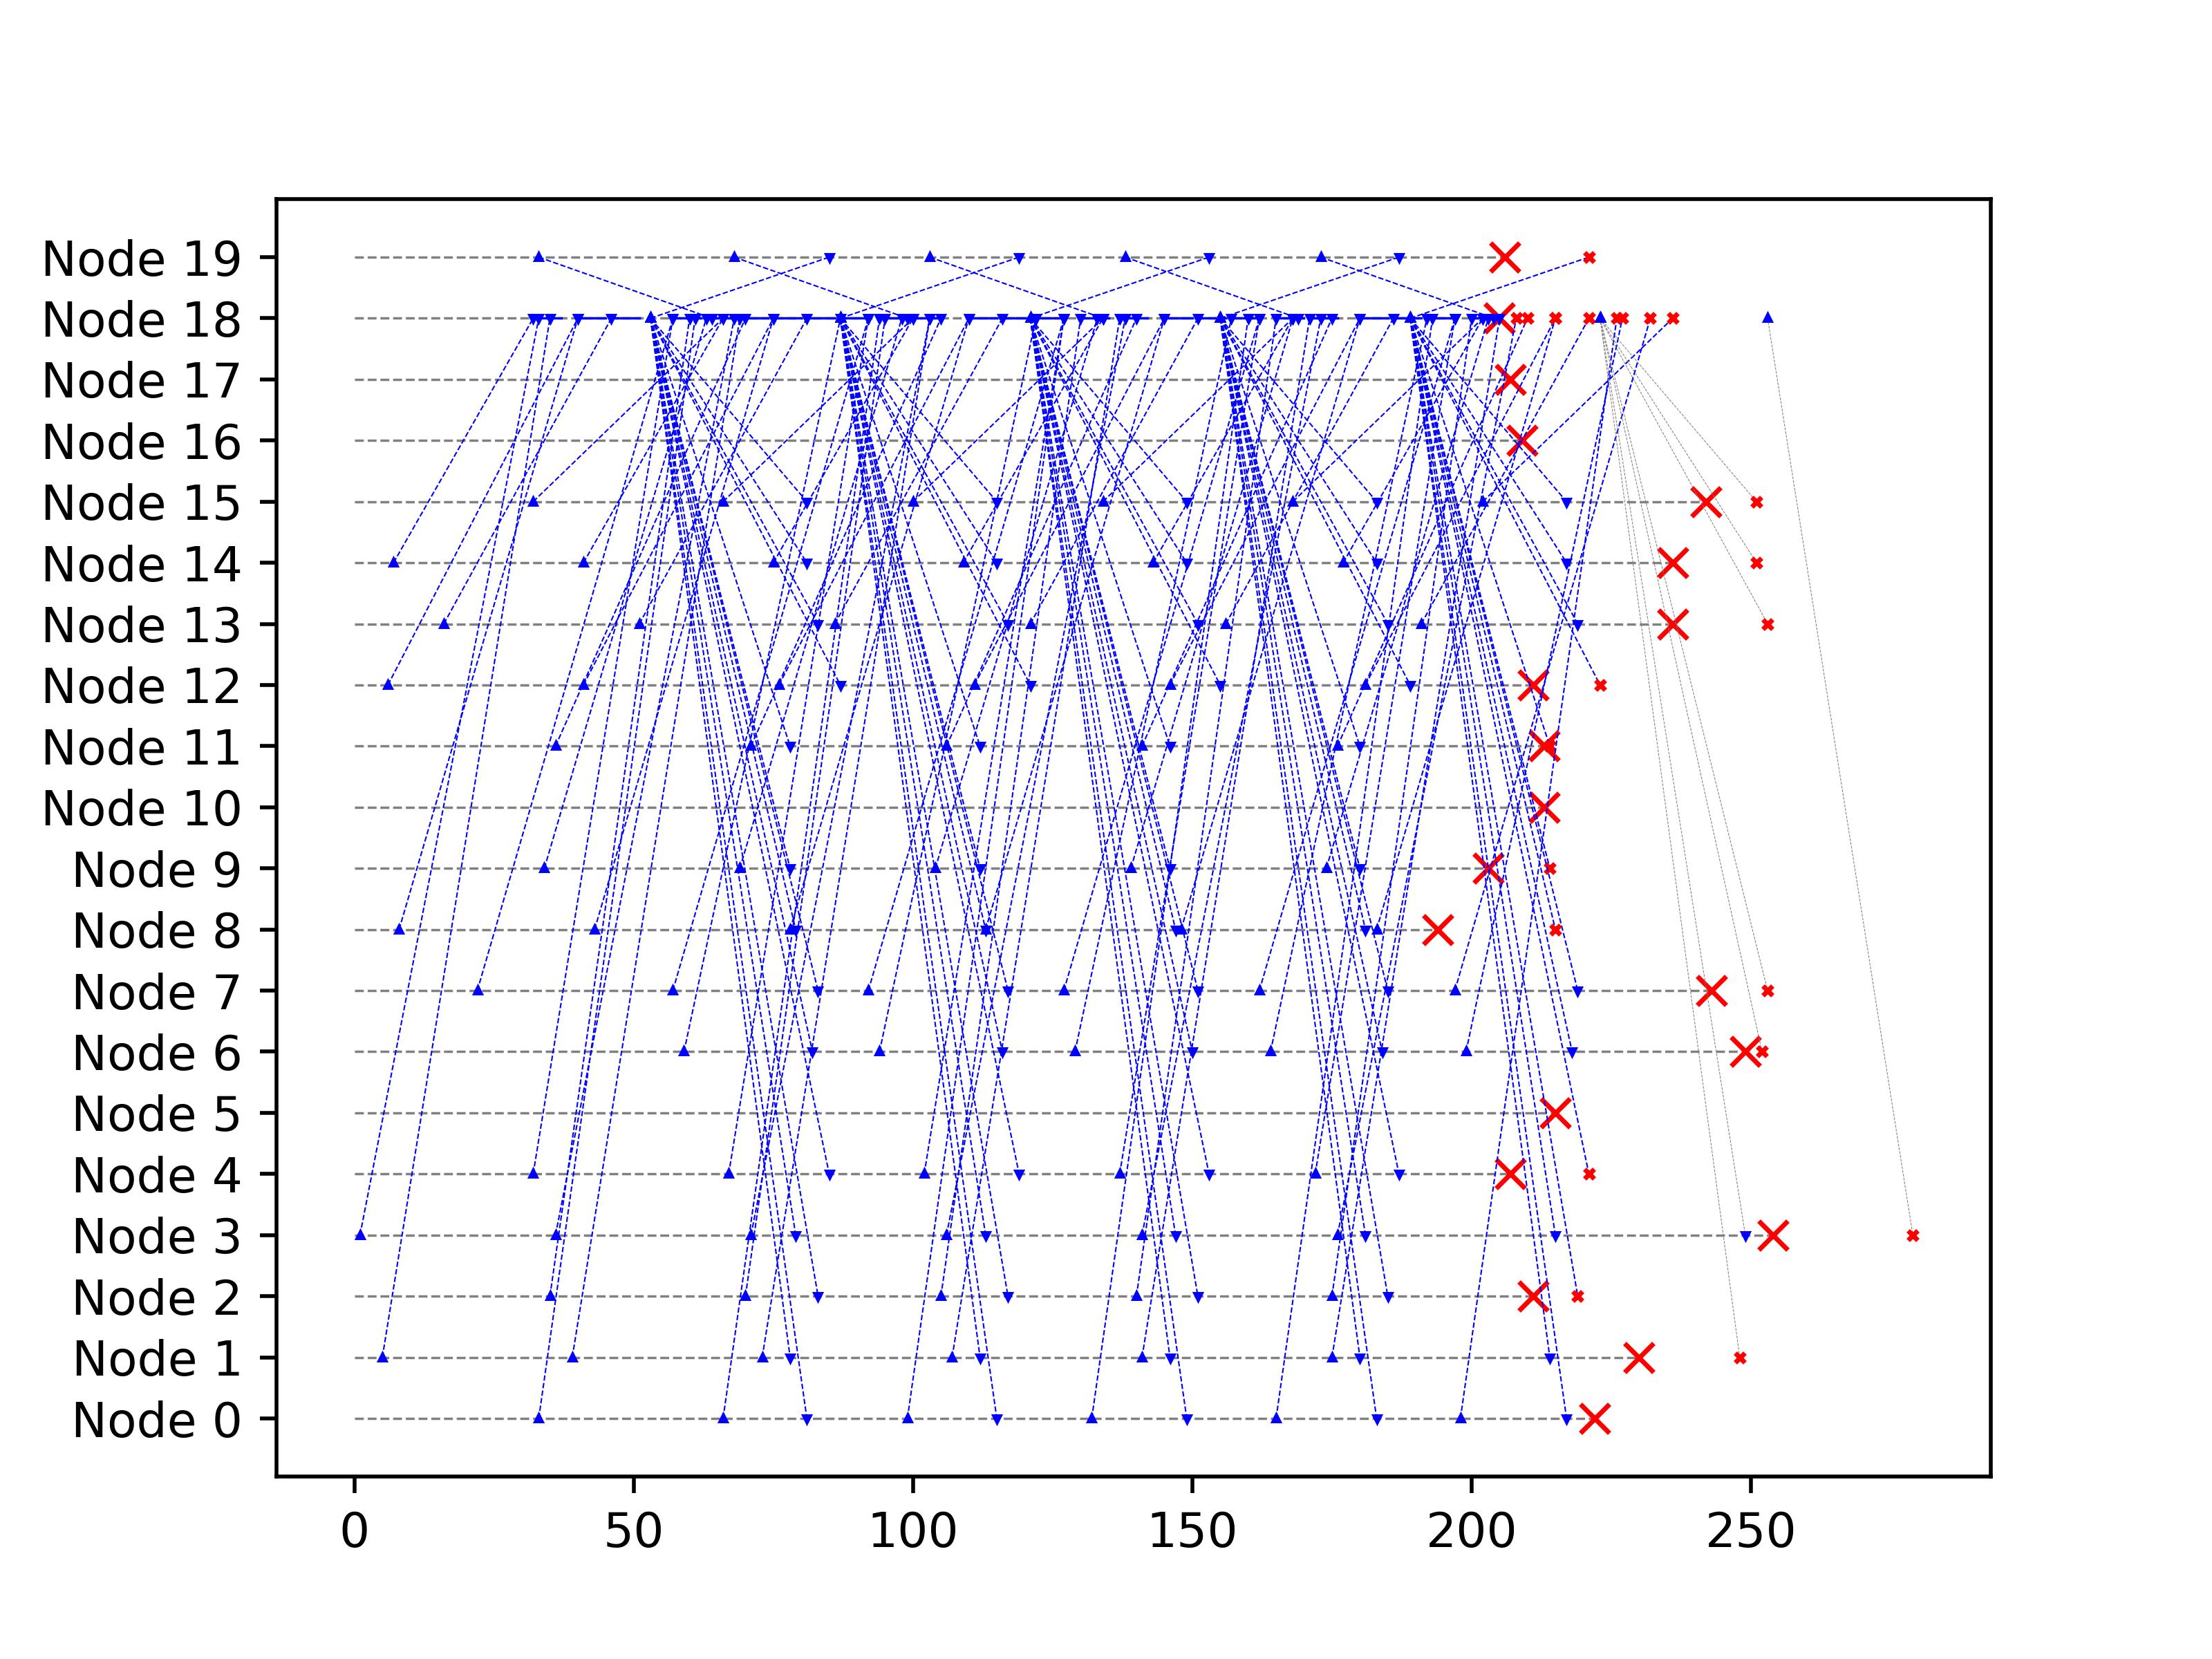 Node 19
Node 18
Node 17
Node 16
Node 15
Node 14
Node 13
Node 12
Node 11
Node 10
Node 9
Node 8
Node 7
Node 6
Node 5
Node 4
Node 3
Node 2
Node 1
Node 0
0 50 100 150 200 250